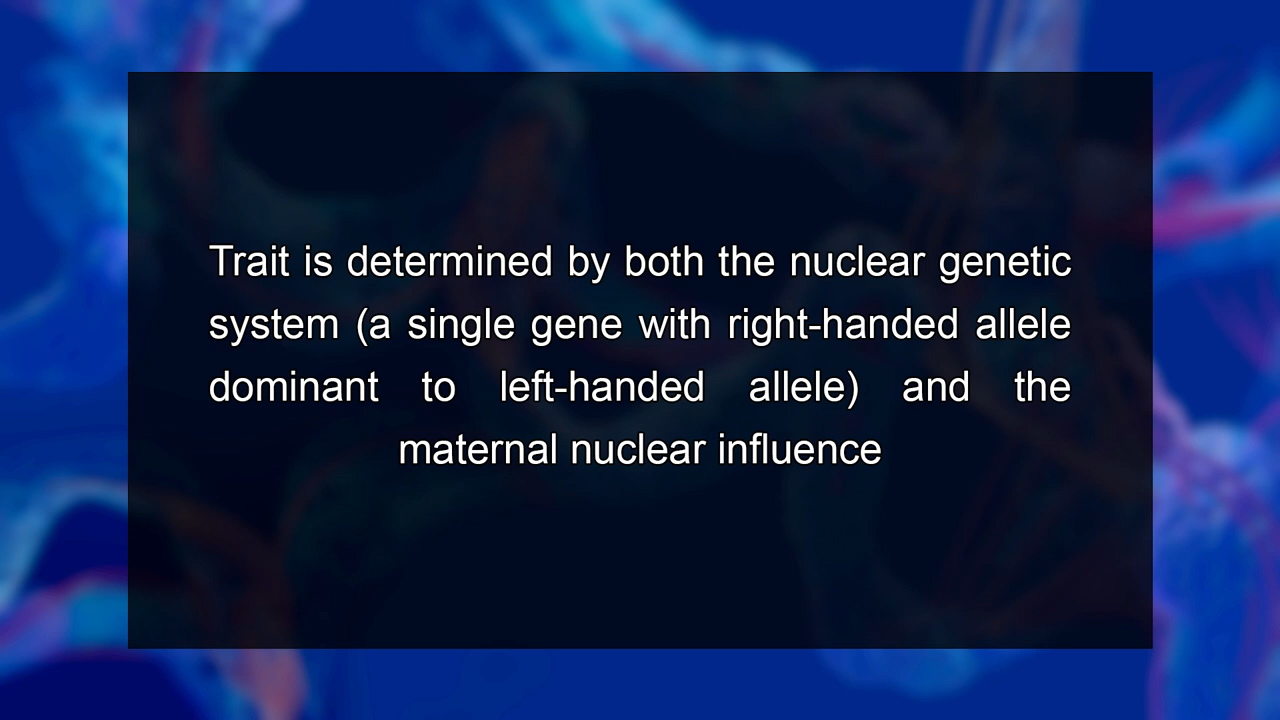 Trait is determined by both the nuclear genetic
system (a single gene with right-handed allele
dominant to left-handed allele) and the
maternal nuclear influence